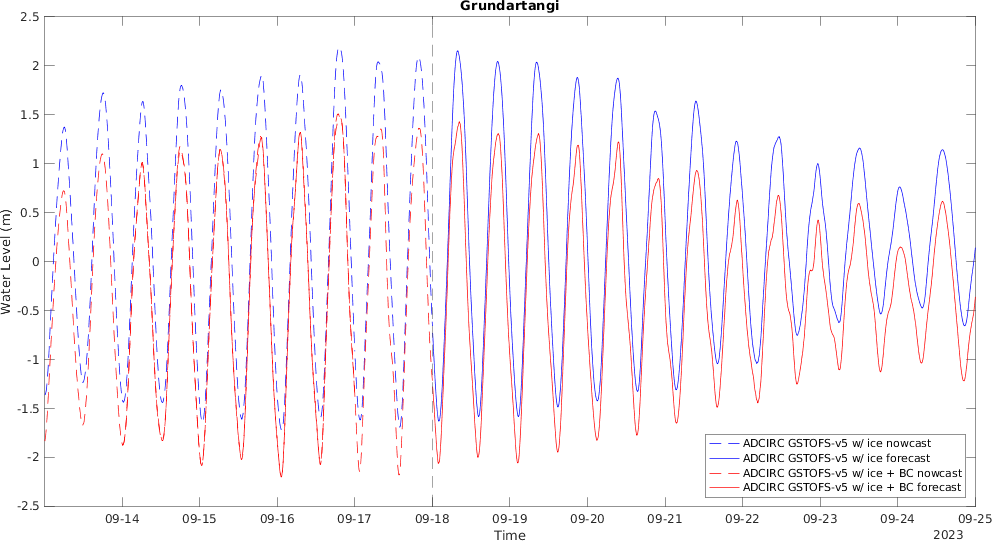 Grundartangi
2.5
2
1.5
1
0.5
0
-0.5
-1
-1.5
-2
-2.5
Water Level (m)
09-14 09-15 09-16 09-17 09-18 09-19 09-20 09-21 09-22 09-23 09-24 09-25
Time
2023
ADCIRC GSTOFS-v5 w/ ice nowcast
ADCIRC GSTOFS-v5 w/ ice forecast
ADCIRC GSTOFS-v5 w/ ice + BC nowcast
ADCIRC GSTOFS-v5 w/ ice + BC forecast